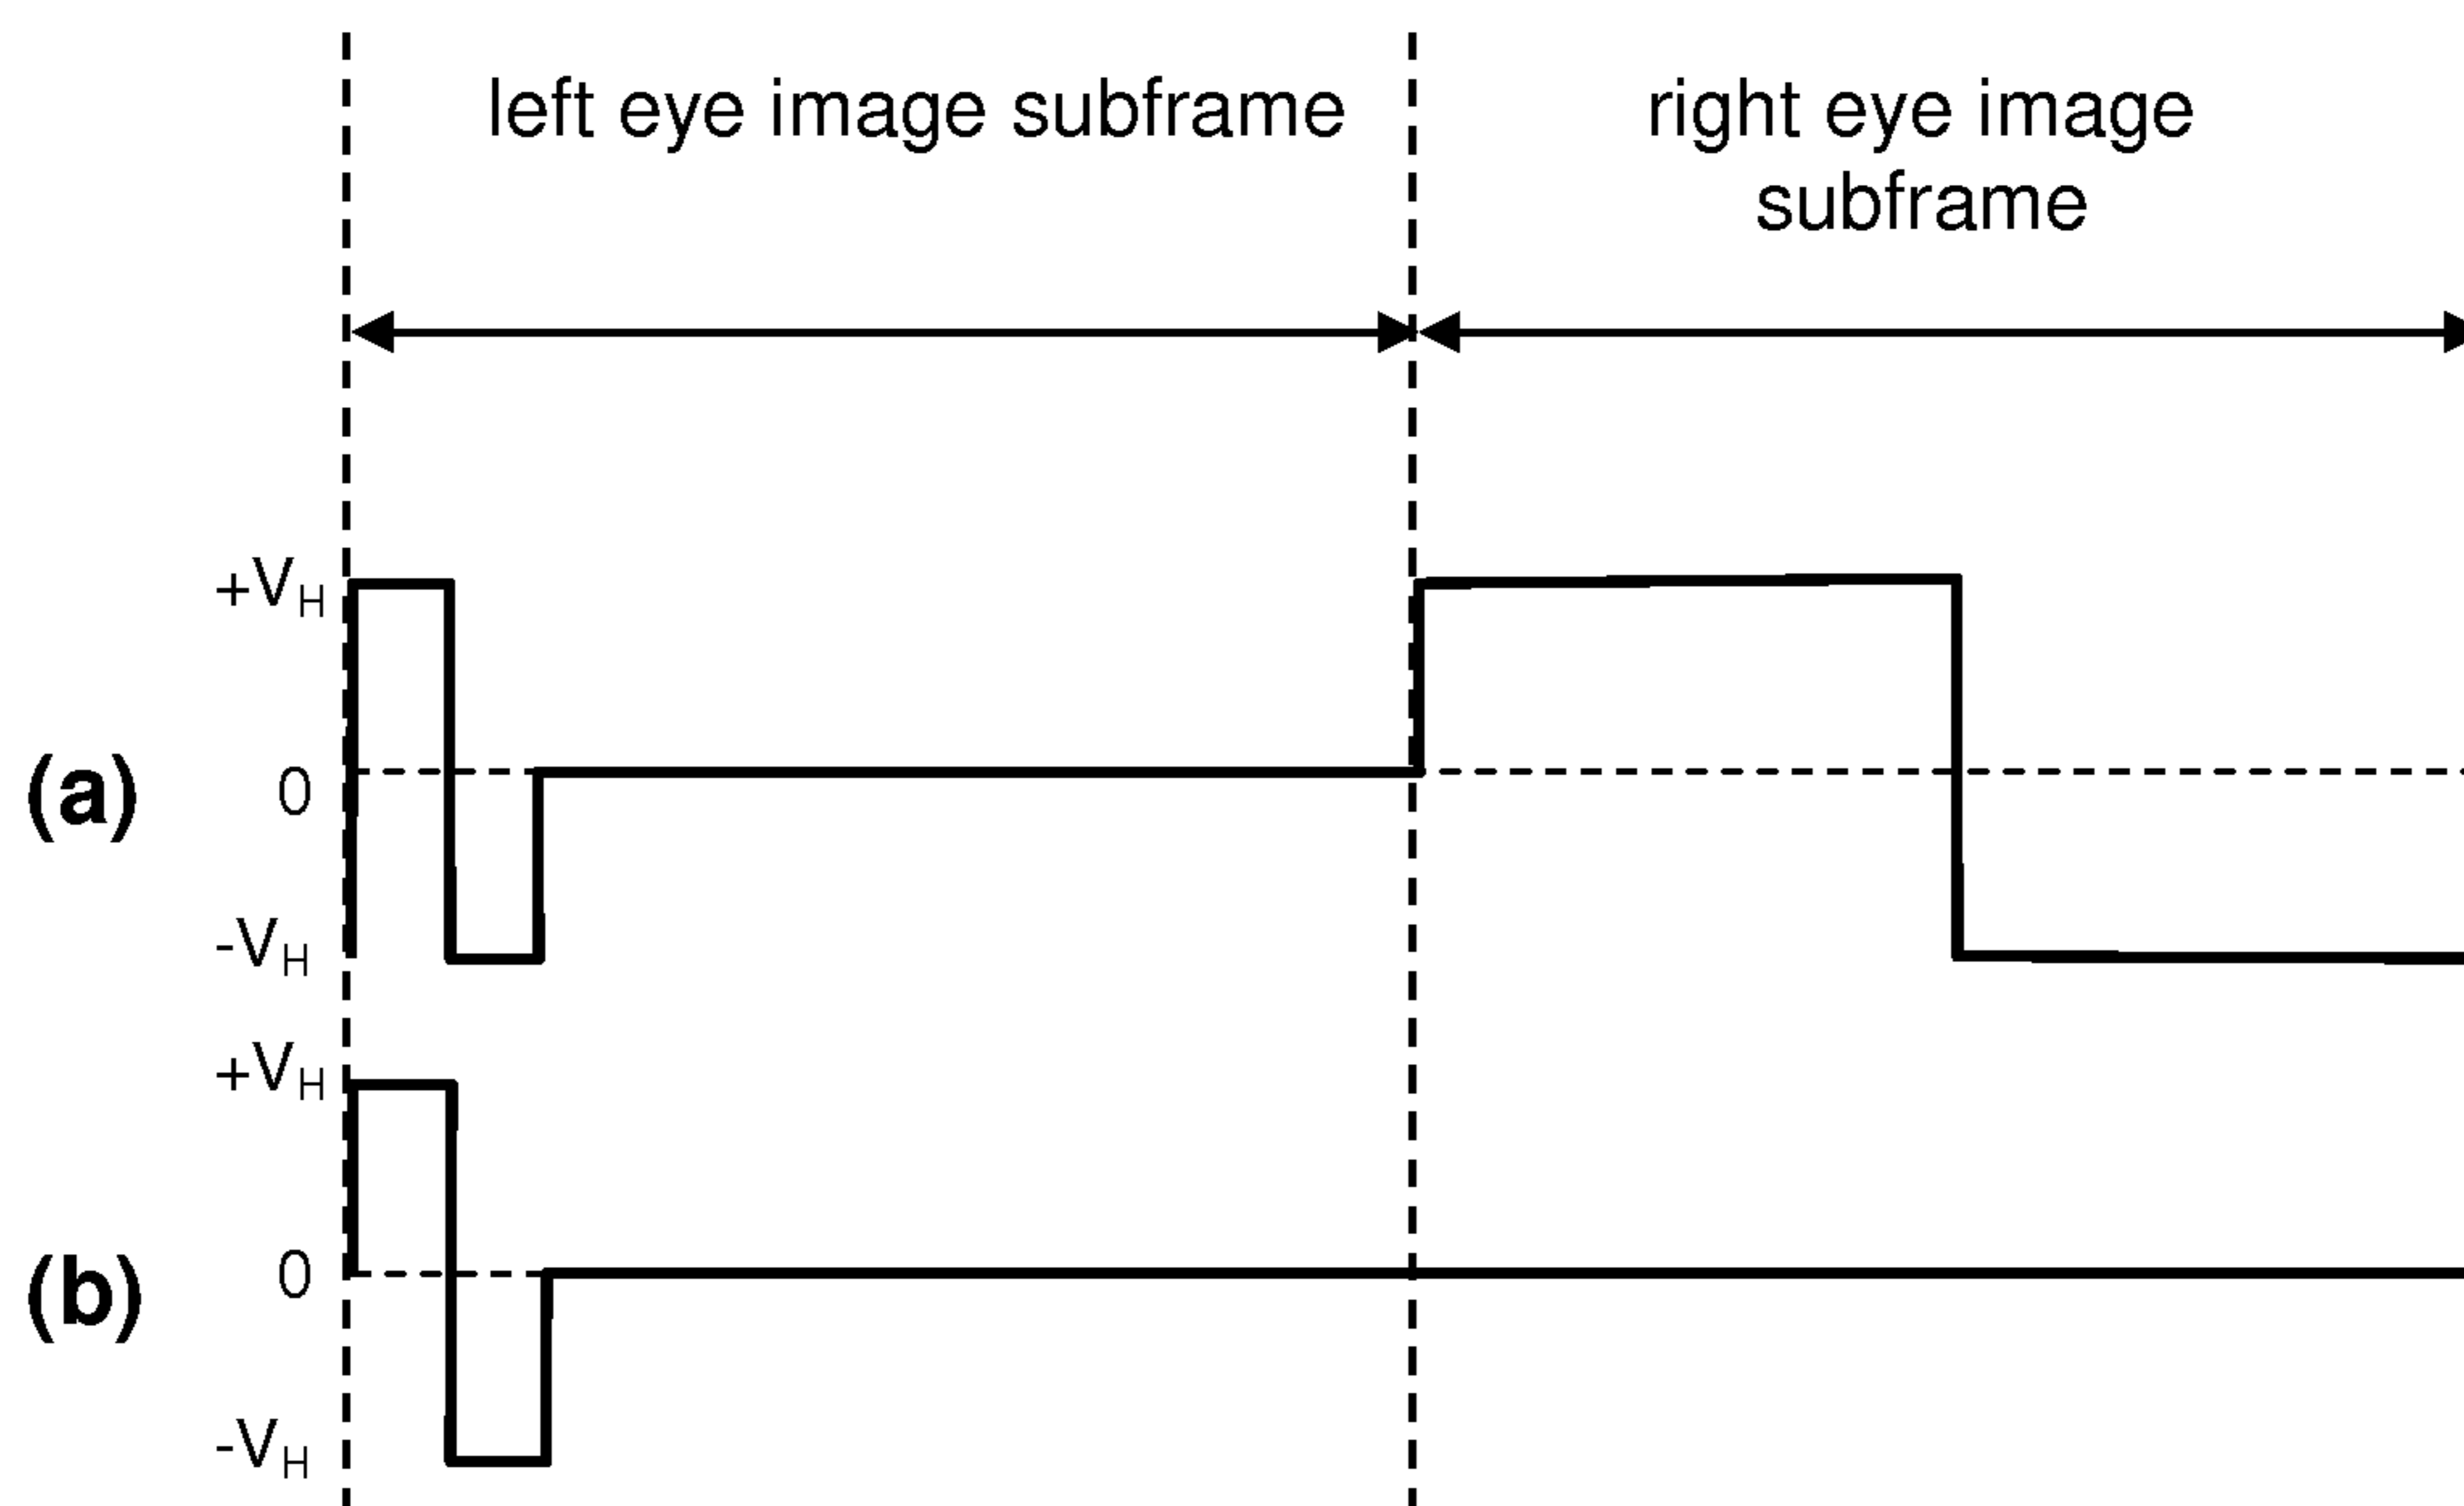 left eye image subframe
right eye image
subframe
+VH
(a)
0
-VH
+VH
(b)
0
-VH